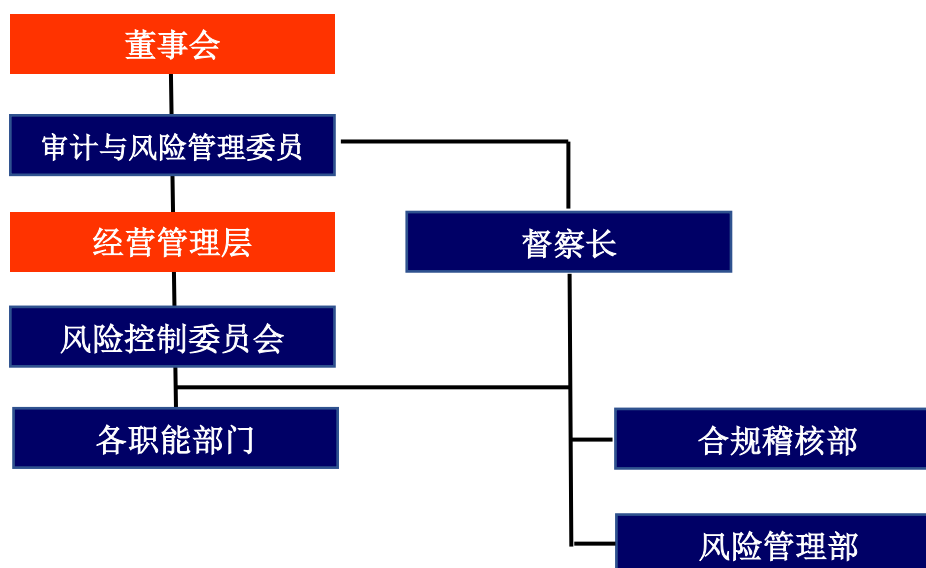 董事会
审计与风险管理委员
经营管理层
督察长
风险控制委员会
各职能部门
合规稽核部
风险管理部